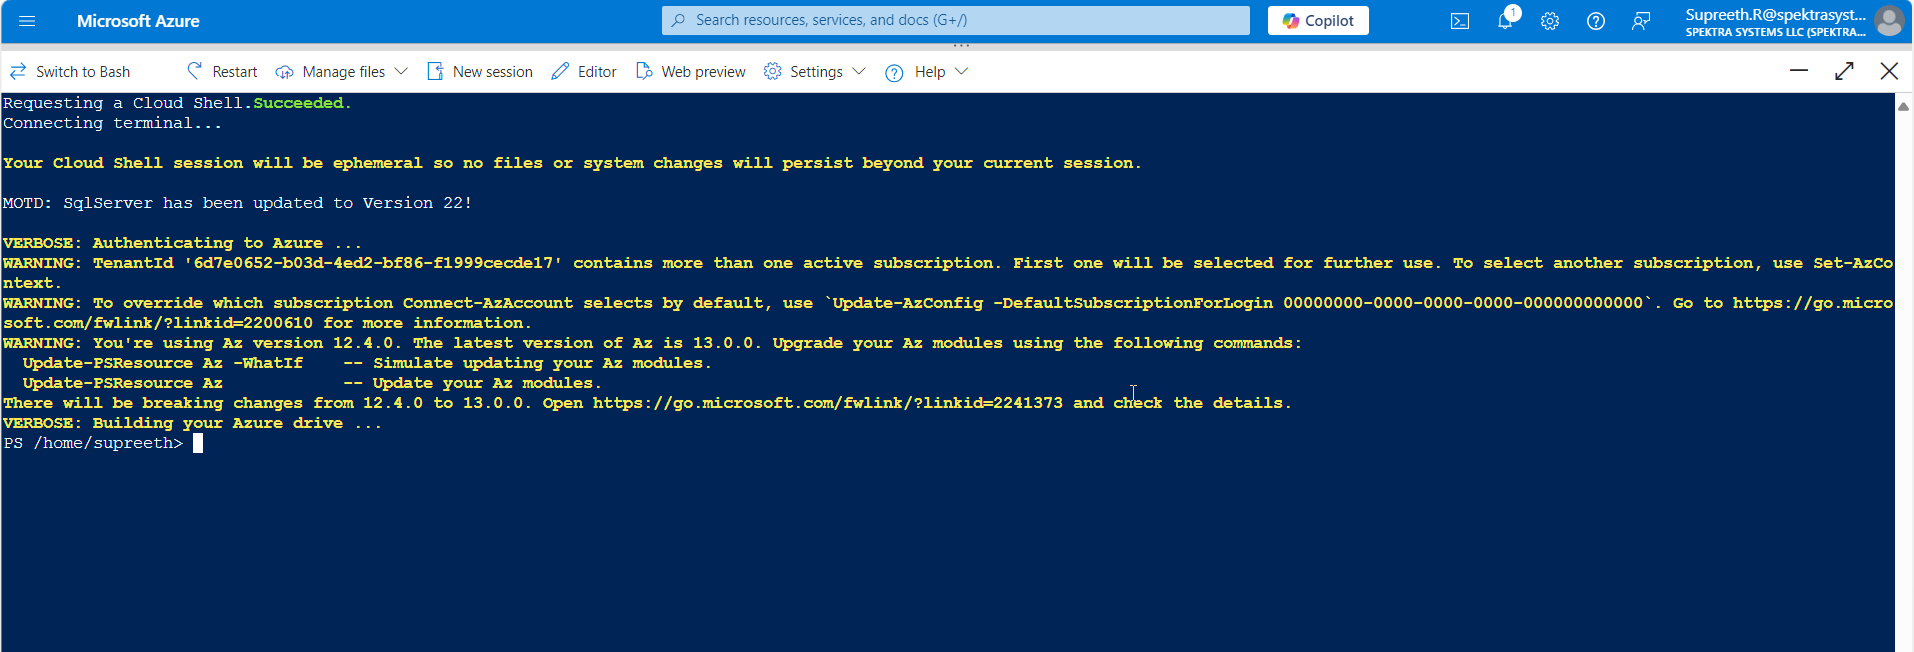 Microsoft Azure
Search resources, services, and docs (G+/)
Copilot
1
Supreeth.R@spektrasyst...
SPEKTRA SYSTEMS LLC (SPEKTRA...
Switch to Bash
Restart
Manage files
New session
Editor
Web preview
Settings
Help
Requesting a Cloud Shell.Succeeded.
Connecting terminal...
Your Cloud Shell session will be ephemeral so no files or system changes will persist beyond your current session.
MOTD: SqlServer has been updated to Version 22!
VERBOSE: Authenticating to Azure ...
WARNING: TenantId '6d7e0652-b03d-4ed2-bf86-f1999cecde17' contains more than one active subscription. First one will be selected for further use. To select another subscription, use Set-AzCo
ntext.
WARNING: To override which subscription Connect-AzAccount selects by default, use `Update-AzConfig -DefaultSubscriptionForLogin 00000000-0000-0000-0000-000000000000`. Go to https://go.micro
soft.com/fwlink/?linkid=2200610 for more information.
WARNING: You're using Az version 12.4.0. The latest version of Az is 13.0.0. Upgrade your Az modules using the following commands:
Update-PSResource Az -WhatIf    -- Simulate updating your Az modules.
Update-PSResource Az            -- Update your Az modules.
There will be breaking changes from 12.4.0 to 13.0.0. Open https://go.microsoft.com/fwlink/?linkid=2241373 and check the details.
VERBOSE: Building your Azure drive ...
PS /home/supreeth>